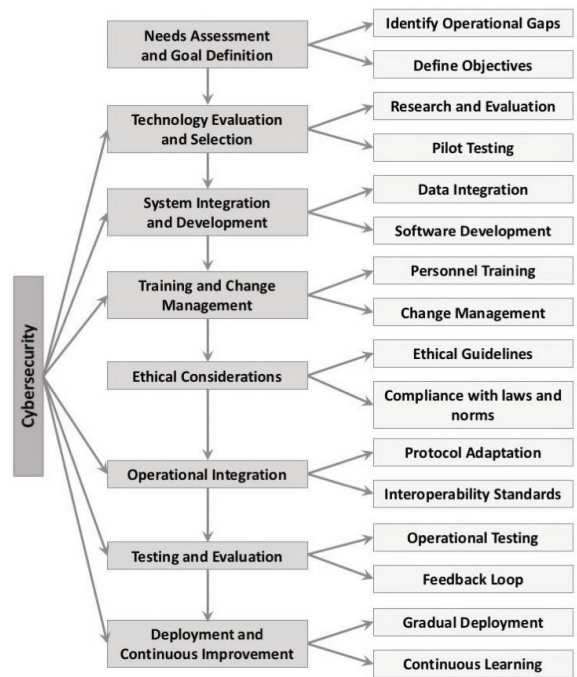 Needs Assessment
and Goal Definition
Identify Operational Gaps
Define Objectives
Technology Evaluation
and Selection
Research and Evaluation
Pilot Testing
System Integration
and Development
Data Integration
Software Development
Training and Change
Management
Personnel Training
Change Management
Cybersecurity
Ethical Considerations
Ethical Guidelines
Compliance with laws and
norms
Operational Integration
Protocol Adaptation
Interoperability Standards
Testing and Evaluation
Operational Testing
Feedback Loop
Deployment and
Continuous Improvement
Gradual Deployment
Continuous Learning